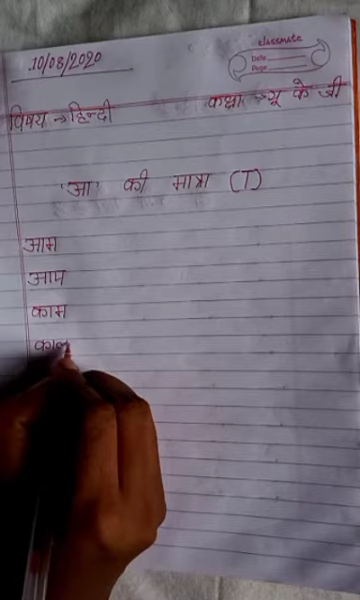 10/08/2020
classmate
Date
Page
विषय → हिन्दी कक्षा → यू के जी
'आ' की मात्रा (ा)
आम
आप
काम